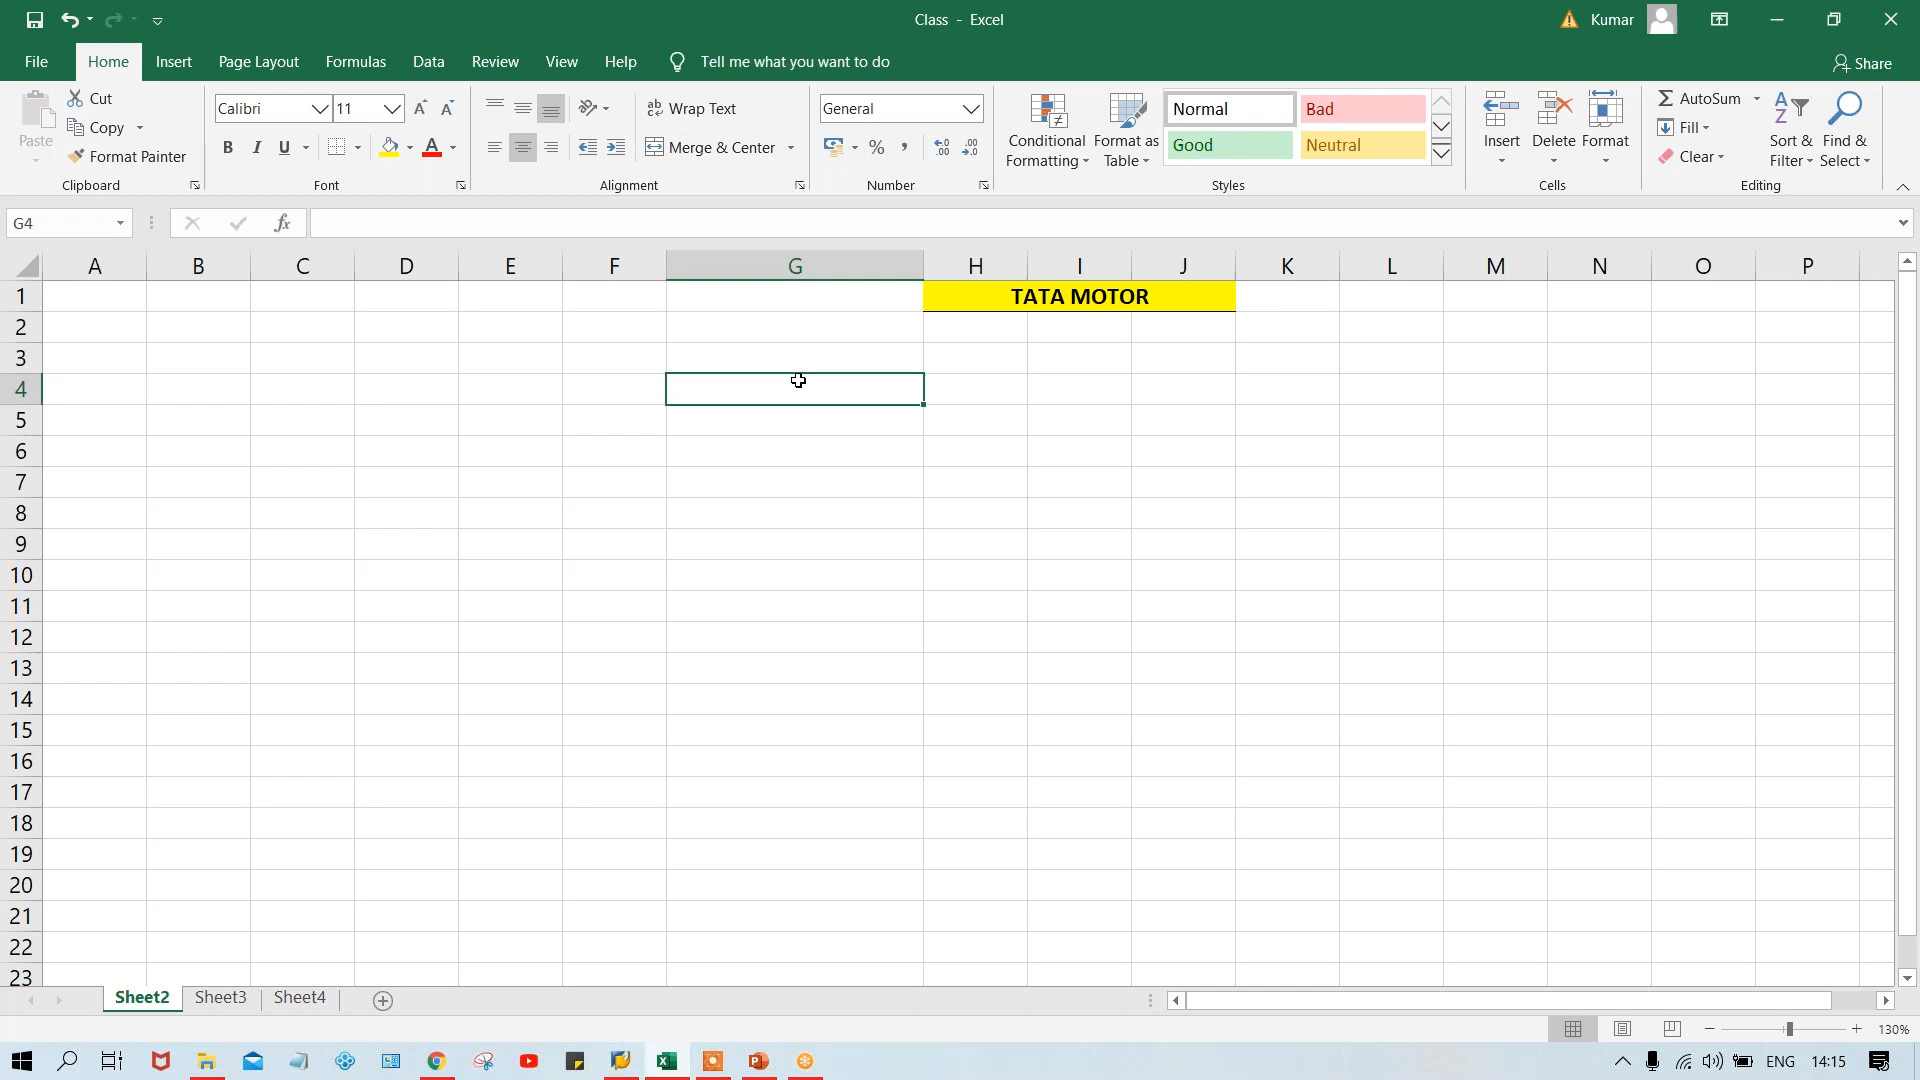 Class - Excel
Kumar
File Home Insert Page Layout Formulas Data Review View Help Tell me what you want to do Share
Paste
Cut
Copy
Format Painter
Clipboard
Calibri 11
B I U
Font
Wrap Text
Merge & Center
Alignment
General
Number
Conditional Formatting
Format as Table
Normal Bad
Good Neutral
Styles
Insert Delete Format
Cells
AutoSum
Fill
Clear
Sort & Filter
Find & Select
Editing
G4
fx
A B C D E F G H I J K L M N O P
1 TATA MOTOR
2
3
4
5
6
7
8
9
10
11
12
13
14
15
16
17
18
19
20
21
22
23
Sheet2 Sheet3 Sheet4
130%
ENG 14:15